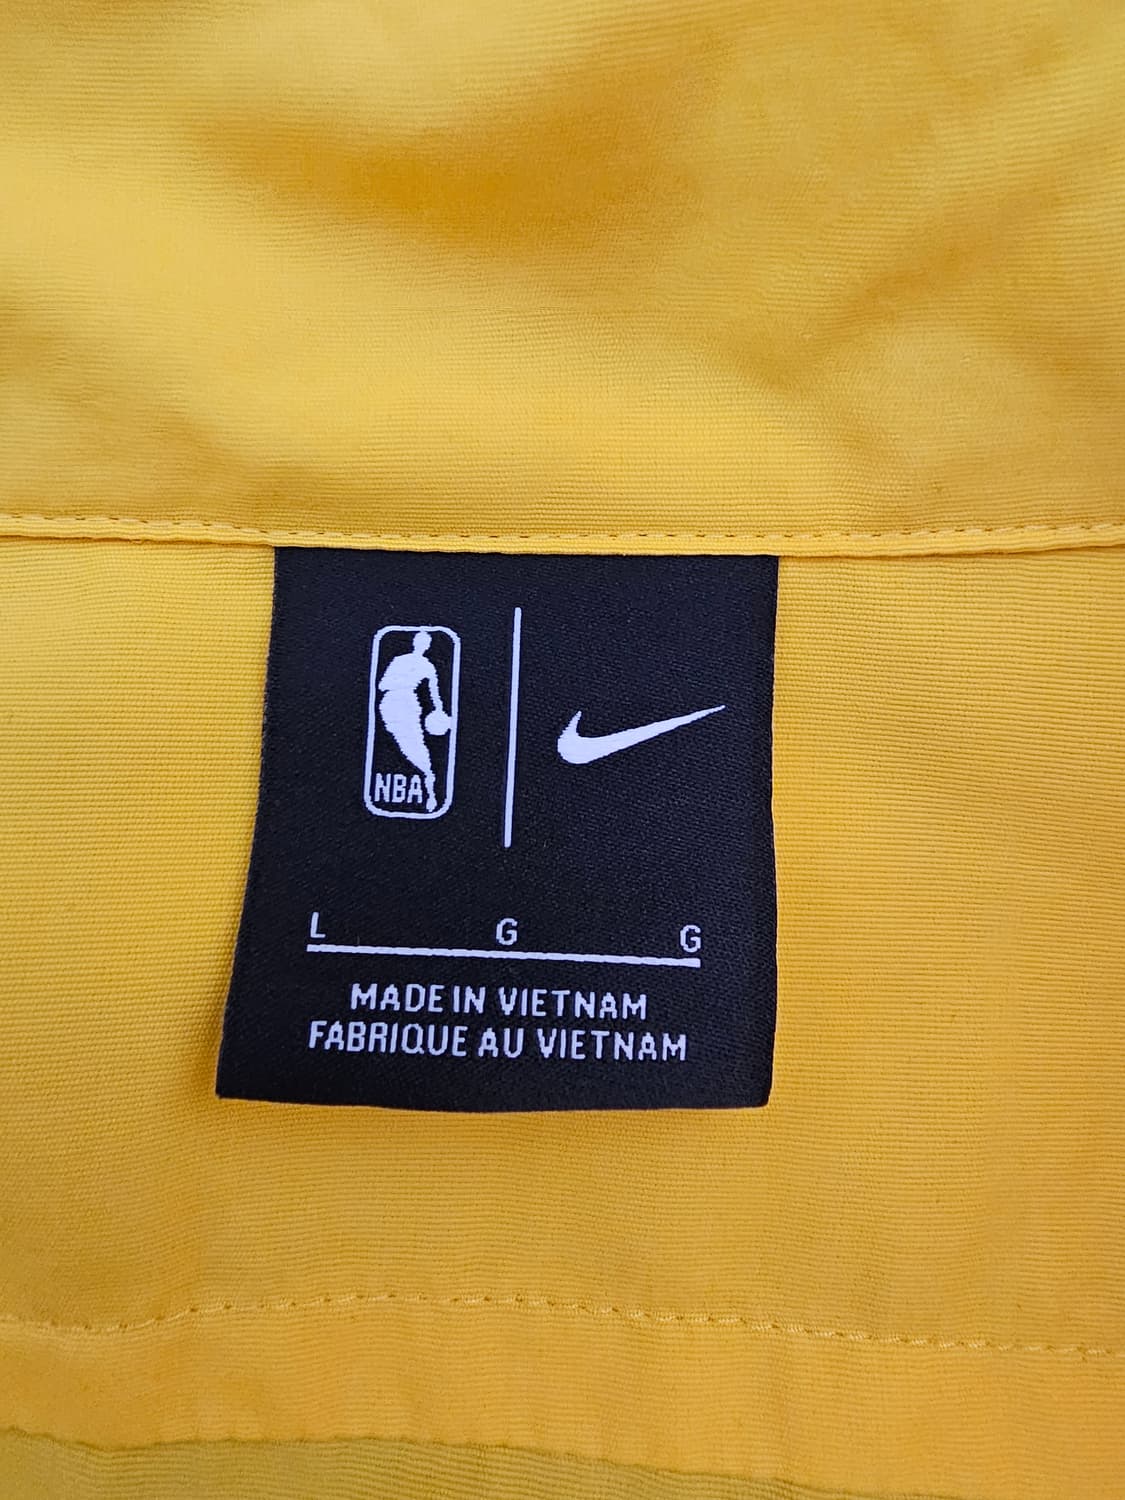 NBA
L G G
MADE IN VIETNAM
FABRIQUE AU VIETNAM